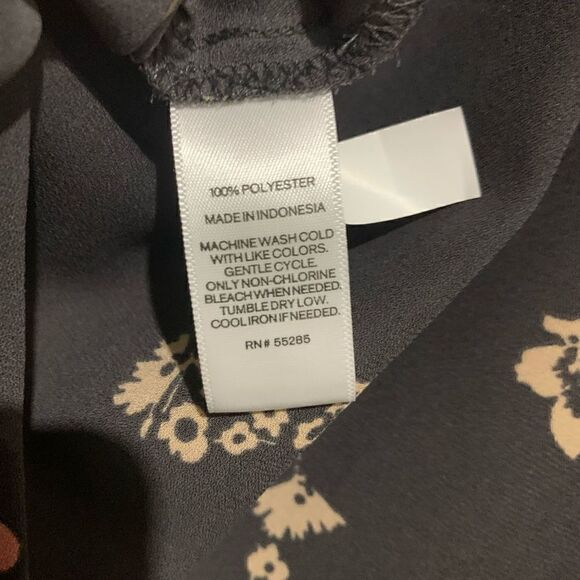 100% POLYESTER
MADE IN INDONESIA
MACHINE WASH COLD
WITH LIKE COLORS.
GENTLE CYCLE.
ONLY NON-CHLORINE
BLEACH WHEN NEEDED.
TUMBLE DRY LOW.
COOL IRON IF NEEDED.
RN# 55285